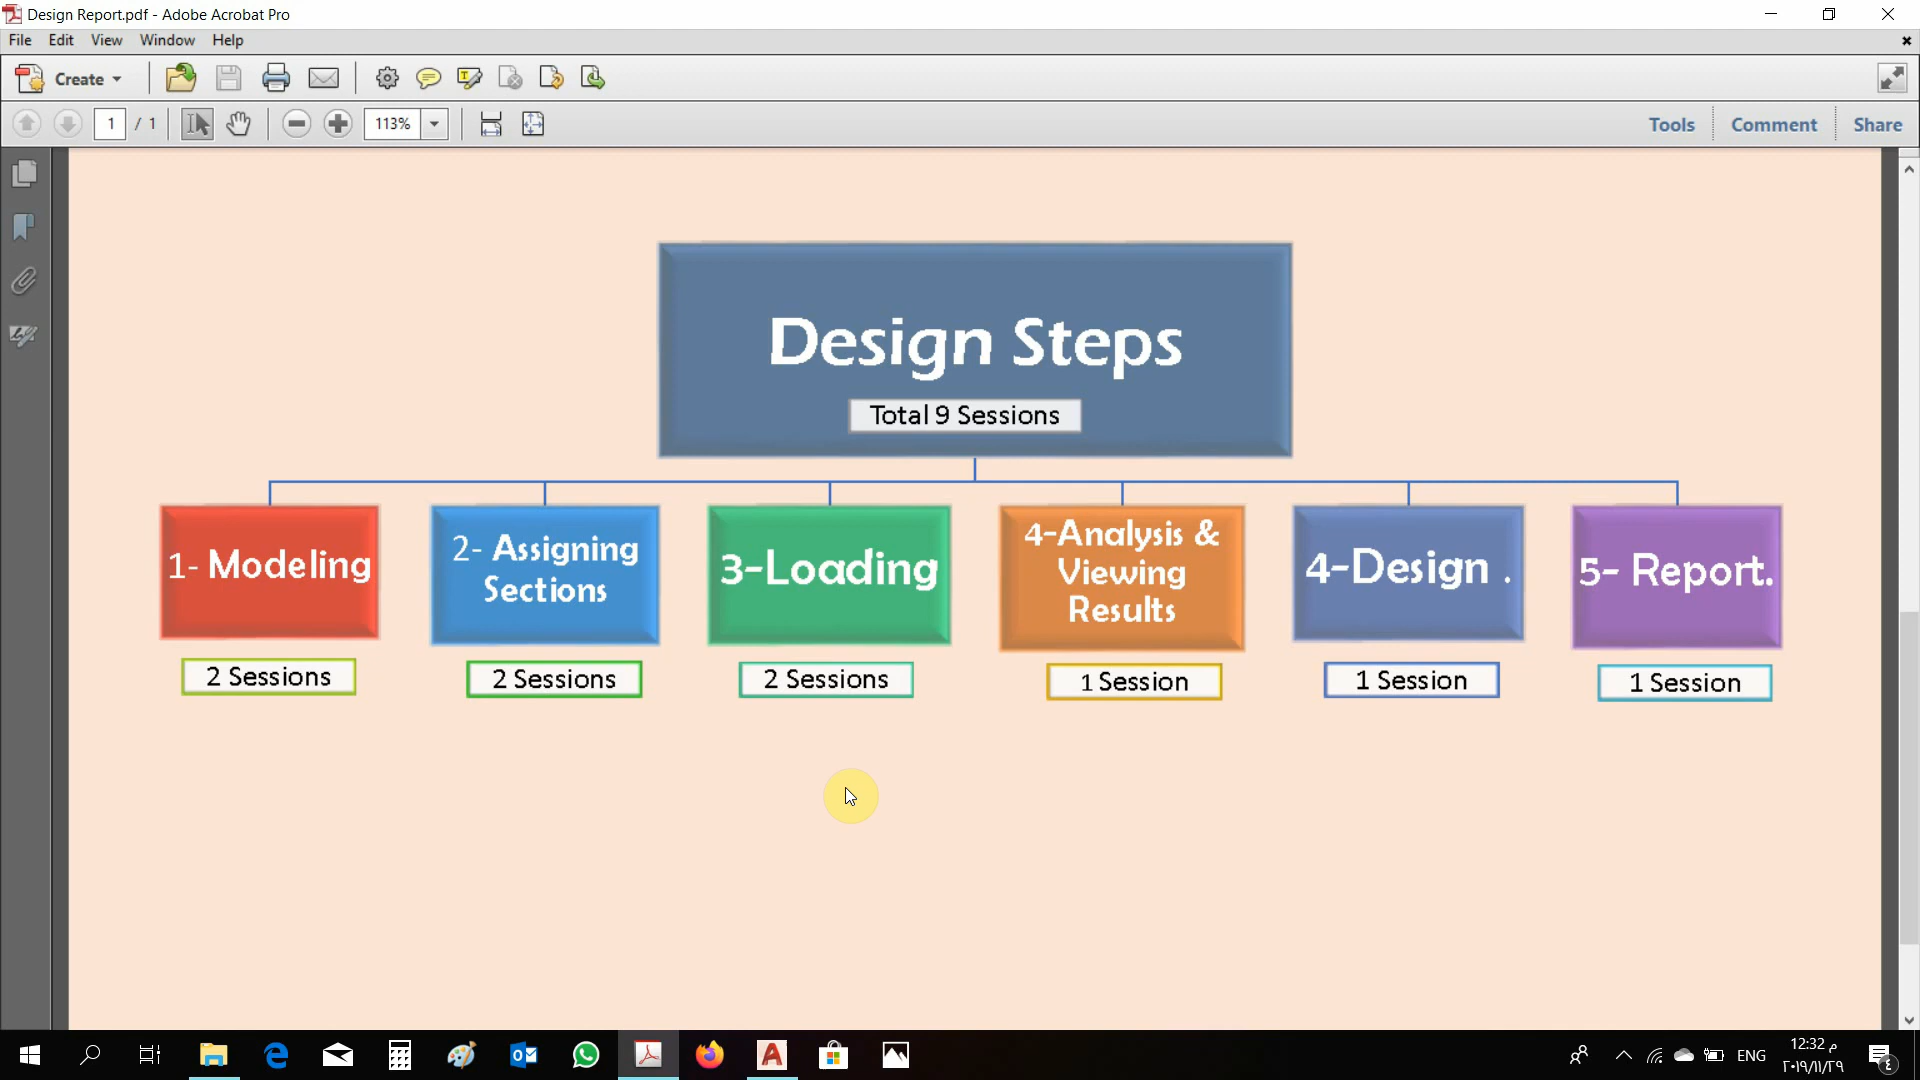 Design Report.pdf - Adobe Acrobat Pro
File Edit View Window Help
Create
1 / 1 113% Tools Comment Share
Design Steps
Total 9 Sessions
1- Modeling
2 Sessions
2- Assigning
Sections
2 Sessions
3-Loading
2 Sessions
4-Analysis &
Viewing
Results
1 Session
4-Design .
1 Session
5- Report.
1 Session
ENG
12:32 م
٢٠١٩/١١/٢٩
٤